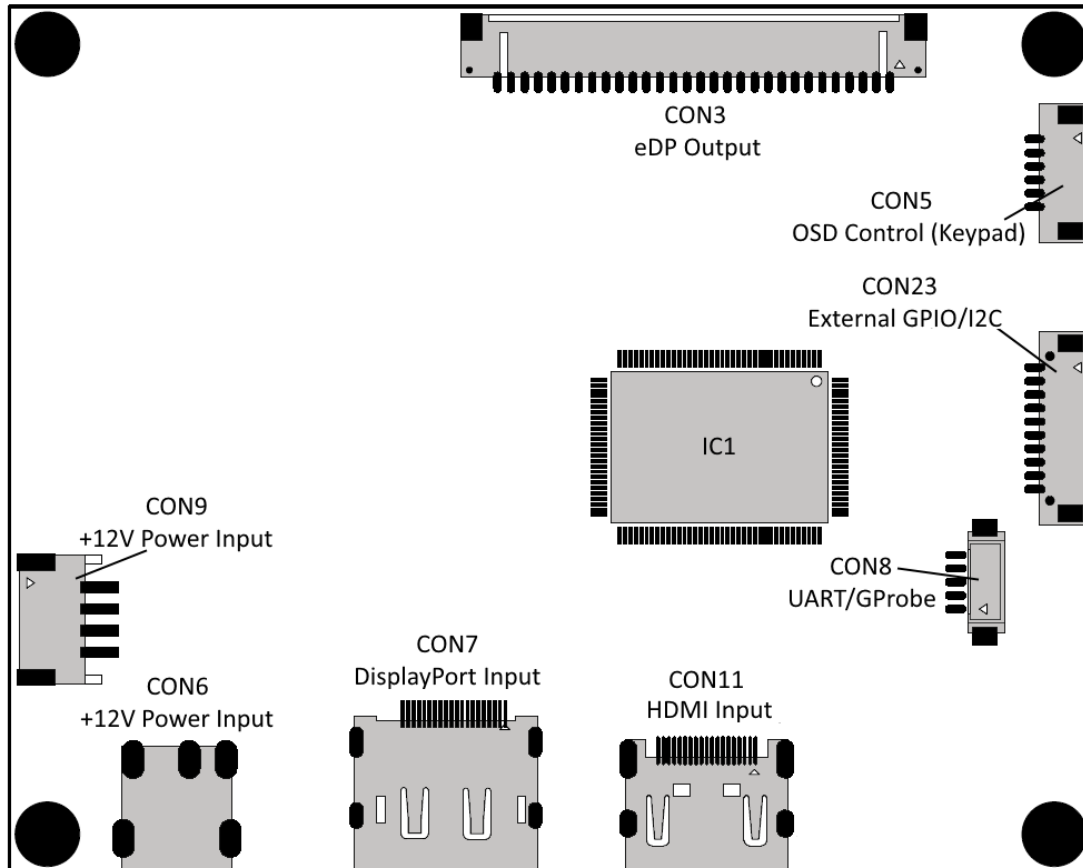 CON3
eDP Output
CON5
OSD Control (Keypad)
CON23
External GPIO/I2C
IC1
CON9
+12V Power Input
CON8
UART/GProbe
CON7
DisplayPort Input
CON11
HDMI Input
CON6
+12V Power Input